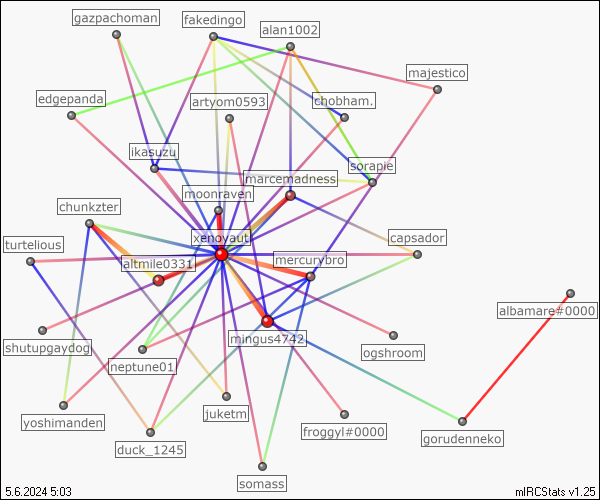 gazpachoman
fakedingo
alan1002
majestico
edgepanda
artyom0593
chobham.
ikasuzu
sorapie
marcemadness
moonraven
chunkzter
xenoyaut
capsador
turtelious
altmile0331
mercurybro
albamare#0000
mingus4742
shutupgaydog
ogshroom
neptune01
juketm
yoshimanden
froggyl#0000
gorudenneko
duck_1245
somass
5.6.2024 5:03
mIRCStats v1.25